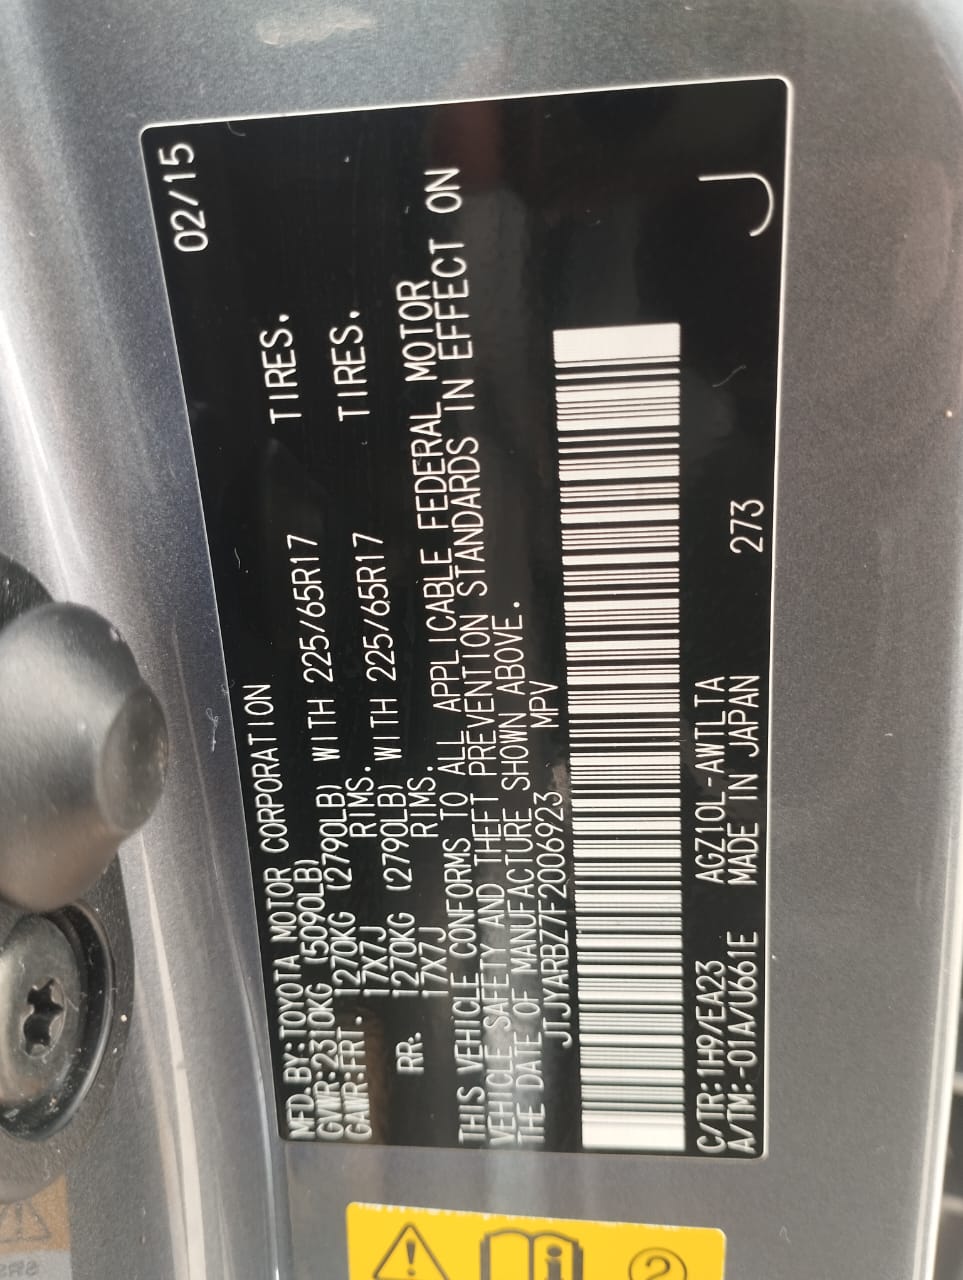 02/15
MFD.BY:TOYOTA MOTOR CORPORATION
GVWR:2310KG (5090LB)
GAWR:FRT. 1270KG (2790LB) WITH 225/65R17 TIRES.
17X7J RIMS.
RR. 1270KG (2790LB) WITH 225/65R17 TIRES.
17X7J RIMS.
THIS VEHICLE CONFORMS TO ALL APPLICABLE FEDERAL MOTOR
VEHICLE SAFETY AND THEFT PREVENTION STANDARDS IN EFFECT ON
THE DATE OF MANUFACTURE SHOWN ABOVE.
JTJYARBZ7F2006923 MPV
C/TR:1H9/EA23 AGZ10L-AWTLTA
A/TM:-01A/U661E MADE IN JAPAN 273
J